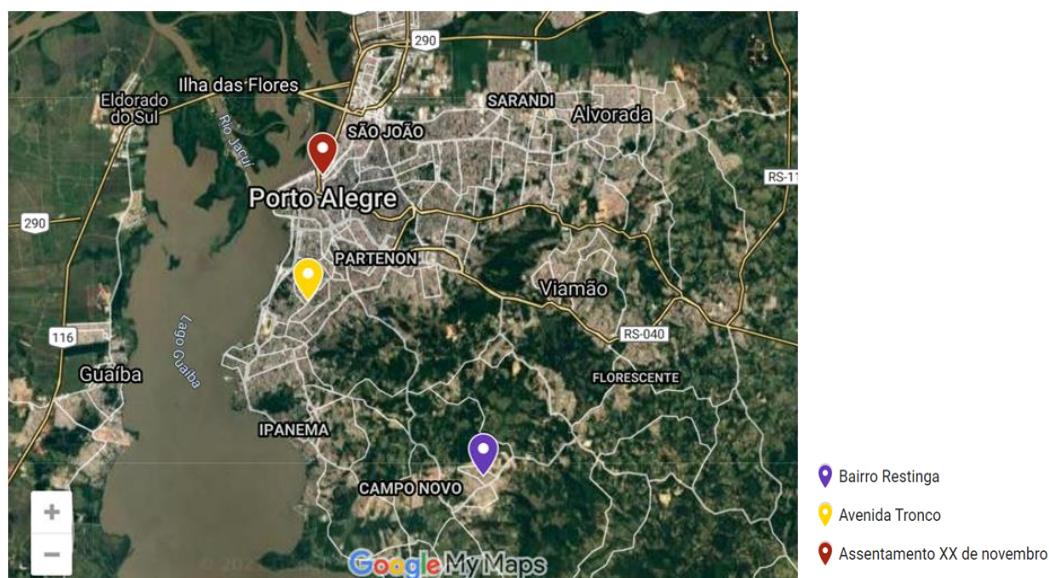 290
Ilha das Flores
Eldorado
do Sul
SARANDI
Alvorada
Rio Jacuí
SÃO JOÃO
RS-11
Porto Alegre
290
PARTENON
Viamão
116
Lago Guaíba
RS-040
Guaíba
FLORESCENTE
IPANEMA
CAMPO NOVO
+
−
Google My Maps
Bairro Restinga
Avenida Tronco
Assentamento XX de novembro